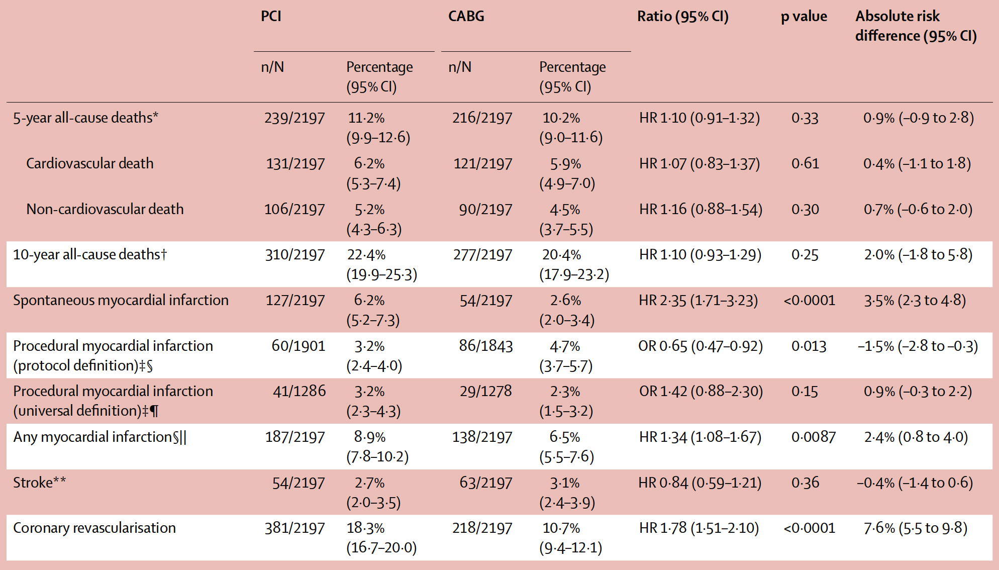 PCI CABG Ratio (95% CI) p value Absolute risk
difference (95% CI)
n/N Percentage n/N Percentage
(95% CI) (95% CI)
5-year all-cause deaths* 239/2197 11·2% 216/2197 10·2% HR 1·10 (0·91–1·32) 0·33 0·9% (–0·9 to 2·8)
(9·9–12·6) (9·0–11·6)
Cardiovascular death 131/2197 6·2% 121/2197 5·9% HR 1·07 (0·83–1·37) 0·61 0·4% (–1·1 to 1·8)
(5·3–7·4) (4·9–7·0)
Non-cardiovascular death 106/2197 5·2% 90/2197 4·5% HR 1·16 (0·88–1·54) 0·30 0·7% (–0·6 to 2·0)
(4·3–6·3) (3·7–5·5)
10-year all-cause deaths† 310/2197 22·4% 277/2197 20·4% HR 1·10 (0·93–1·29) 0·25 2·0% (–1·8 to 5·8)
(19·9–25·3) (17·9–23·2)
Spontaneous myocardial infarction 127/2197 6·2% 54/2197 2·6% HR 2·35 (1·71–3·23) <0·0001 3·5% (2·3 to 4·8)
(5·2–7·3) (2·0–3·4)
Procedural myocardial infarction 60/1901 3·2% 86/1843 4·7% OR 0·65 (0·47–0·92) 0·013 –1·5% (–2·8 to –0·3)
(protocol definition)‡§ (2·4–4·0) (3·7–5·7)
Procedural myocardial infarction 41/1286 3·2% 29/1278 2·3% OR 1·42 (0·88–2·30) 0·15 0·9% (–0·3 to 2·2)
(universal definition)‡¶ (2·3–4·3) (1·5–3·2)
Any myocardial infarction§|| 187/2197 8·9% 138/2197 6·5% HR 1·34 (1·08–1·67) 0·0087 2·4% (0·8 to 4·0)
(7·8–10·2) (5·5–7·6)
Stroke** 54/2197 2·7% 63/2197 3·1% HR 0·84 (0·59–1·21) 0·36 –0·4% (–1·4 to 0·6)
(2·0–3·5) (2·4–3·9)
Coronary revascularisation 381/2197 18·3% 218/2197 10·7% HR 1·78 (1·51–2·10) <0·0001 7·6% (5·5 to 9·8)
(16·7–20·0) (9·4–12·1)